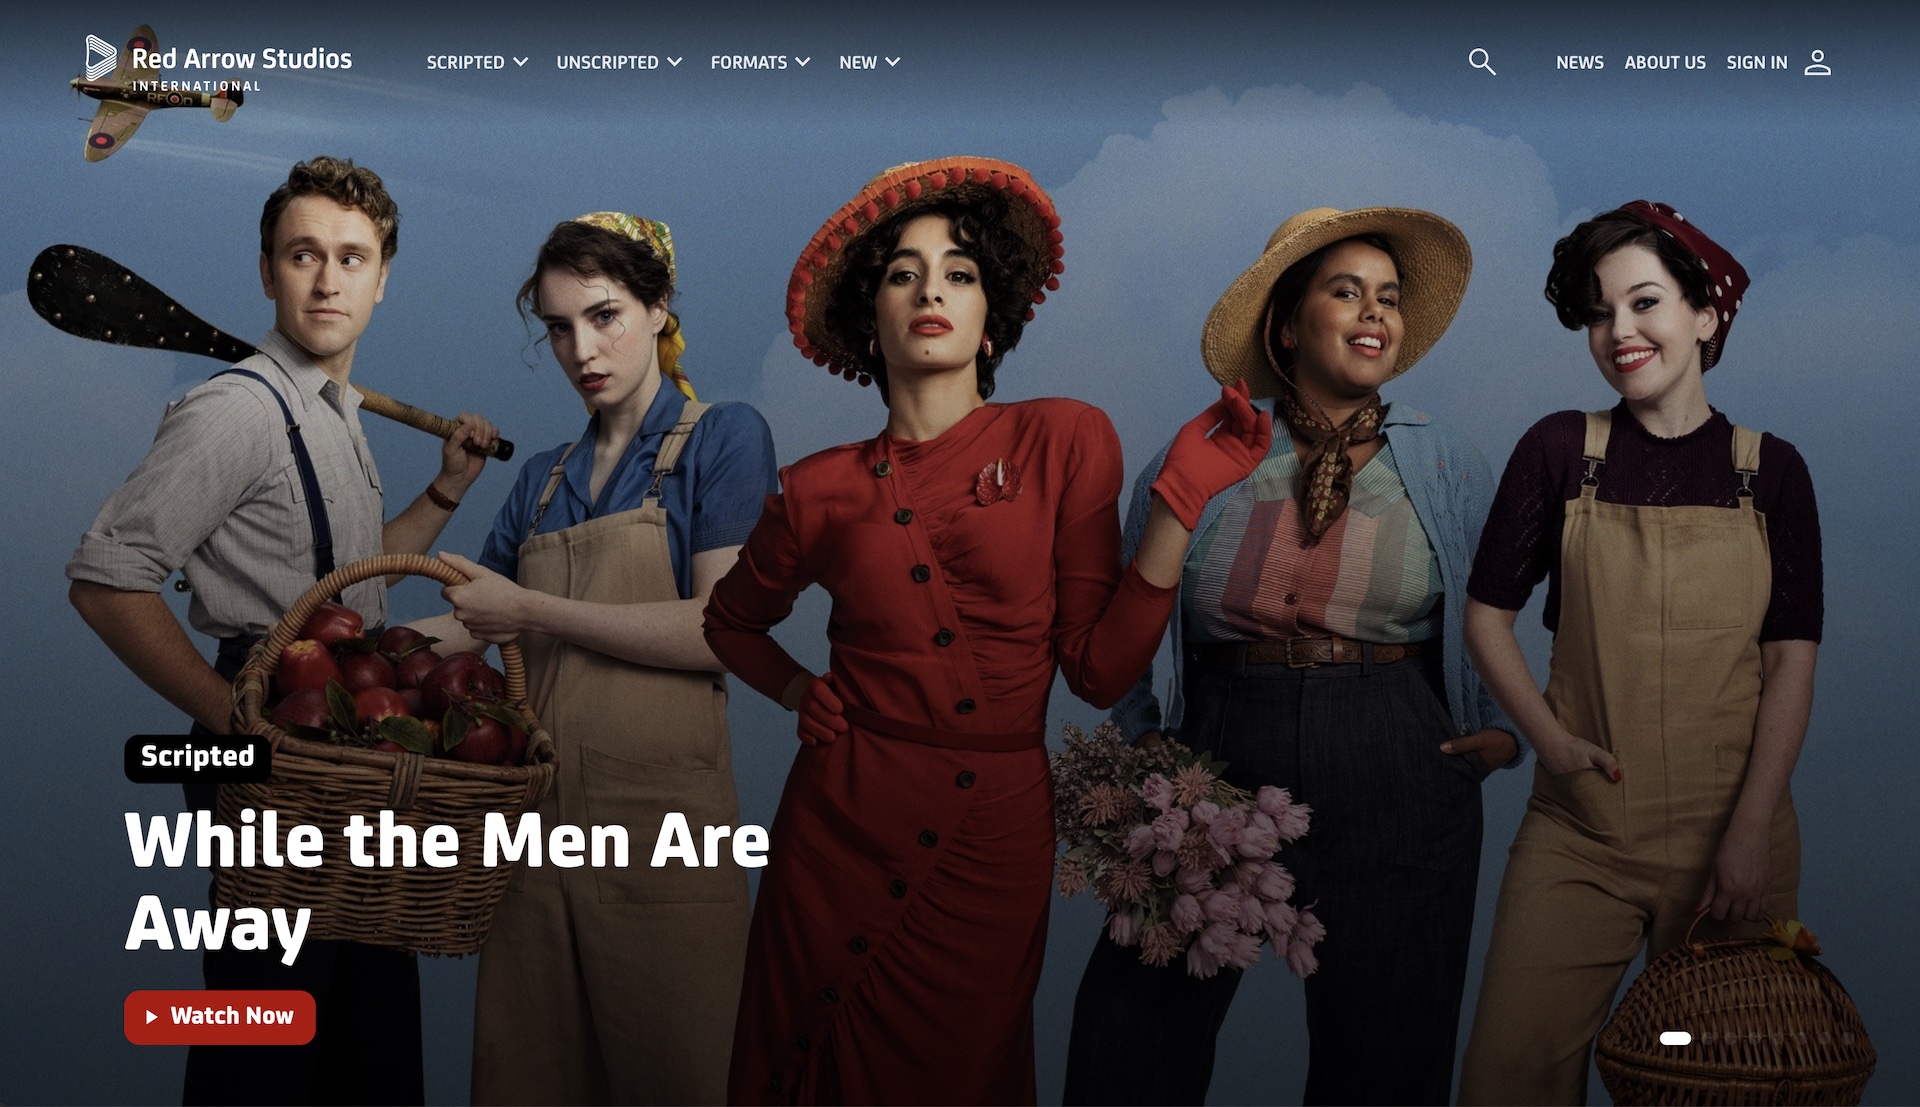 Red Arrow Studios
INTERNATIONAL
SCRIPTED
UNSCRIPTED
FORMATS
NEW
NEWS
ABOUT US
SIGN IN
Scripted
While the Men Are
Away
Watch Now